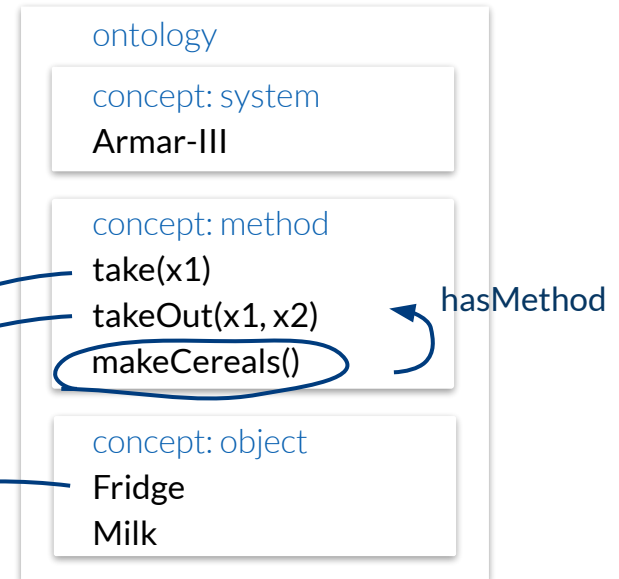 ontology
concept: system
Armar-III
concept: method
take(x1)
takeOut(x1, x2)
hasMethod
makeCereals()
concept: object
Fridge
Milk